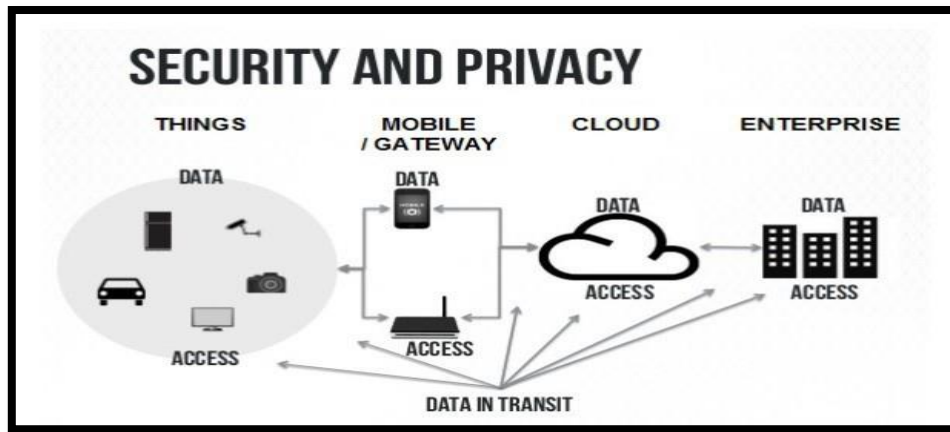 SECURITY AND PRIVACY
THINGS
MOBILE
/ GATEWAY
CLOUD
ENTERPRISE
DATA
DATA
MOBILE
DATA
DATA
ACCESS
ACCESS
ACCESS
ACCESS
DATA IN TRANSIT